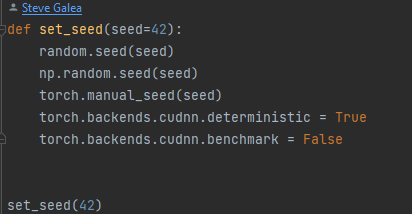 Steve Galea
def set_seed(seed=42):
    random.seed(seed)
    np.random.seed(seed)
    torch.manual_seed(seed)
    torch.backends.cudnn.deterministic = True
    torch.backends.cudnn.benchmark = False
set_seed(42)